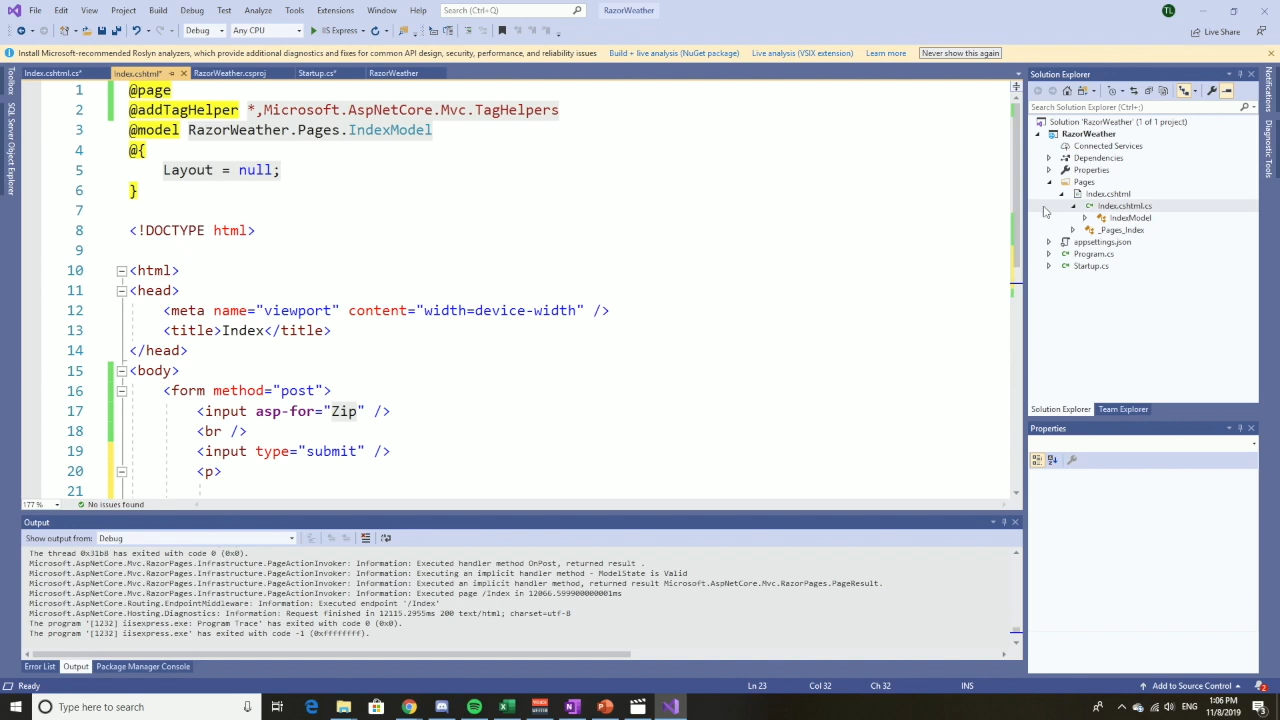 File Edit View Project Build Debug Test Analyze Tools Extensions Window Help Search (Ctrl+Q) RazorWeather TL
Debug Any CPU IIS Express Live Share
Install Microsoft-recommended Roslyn analyzers, which provide additional diagnostics and fixes for common API design, security, performance, and reliability issues Build + live analysis (NuGet package) Live analysis (VSIX extension) Learn more Never show this again
Index.cshtml.cs* Index.cshtml* RazorWeather.csproj Startup.cs* RazorWeather
Toolbox
SQL Server Object Explorer
1 @page
2 @addTagHelper *,Microsoft.AspNetCore.Mvc.TagHelpers
3 @model RazorWeather.Pages.IndexModel
4 @{
5 Layout = null;
6 }
7
8 <!DOCTYPE html>
9
10 <html>
11 <head>
12 <meta name="viewport" content="width=device-width" />
13 <title>Index</title>
14 </head>
15 <body>
16 <form method="post">
17 <input asp-for="Zip" />
18 <br />
19 <input type="submit" />
20 <p>
21
177 % No issues found
Output
Show output from: Debug
The thread 0x31b8 has exited with code 0 (0x0).
Microsoft.AspNetCore.Mvc.RazorPages.Infrastructure.PageActionInvoker: Information: Executed handler method OnPost, returned result .
Microsoft.AspNetCore.Mvc.RazorPages.Infrastructure.PageActionInvoker: Information: Executing an implicit handler method - ModelState is Valid
Microsoft.AspNetCore.Mvc.RazorPages.Infrastructure.PageActionInvoker: Information: Executed an implicit handler method, returned result Microsoft.AspNetCore.Mvc.RazorPages.PageResult.
Microsoft.AspNetCore.Mvc.RazorPages.Infrastructure.PageActionInvoker: Information: Executed page /Index in 12066.599900000001ms
Microsoft.AspNetCore.Routing.EndpointMiddleware: Information: Executed endpoint '/Index'
Microsoft.AspNetCore.Hosting.Diagnostics: Information: Request finished in 12115.2955ms 200 text/html; charset=utf-8
The program '[1232] iisexpress.exe: Program Trace' has exited with code 0 (0x0).
The program '[1232] iisexpress.exe' has exited with code -1 (0xffffffff).
Error List Output Package Manager Console
Solution Explorer
Search Solution Explorer (Ctrl+;)
Solution 'RazorWeather' (1 of 1 project)
RazorWeather
Connected Services
Dependencies
Properties
Pages
Index.cshtml
Index.cshtml.cs
IndexModel
_Pages_Index
appsettings.json
Program.cs
Startup.cs
Solution Explorer Team Explorer
Properties
Notifications
Diagnostic Tools
Ready Ln 23 Col 32 Ch 32 INS Add to Source Control 2
Type here to search ENG 1:06 PM 11/8/2019